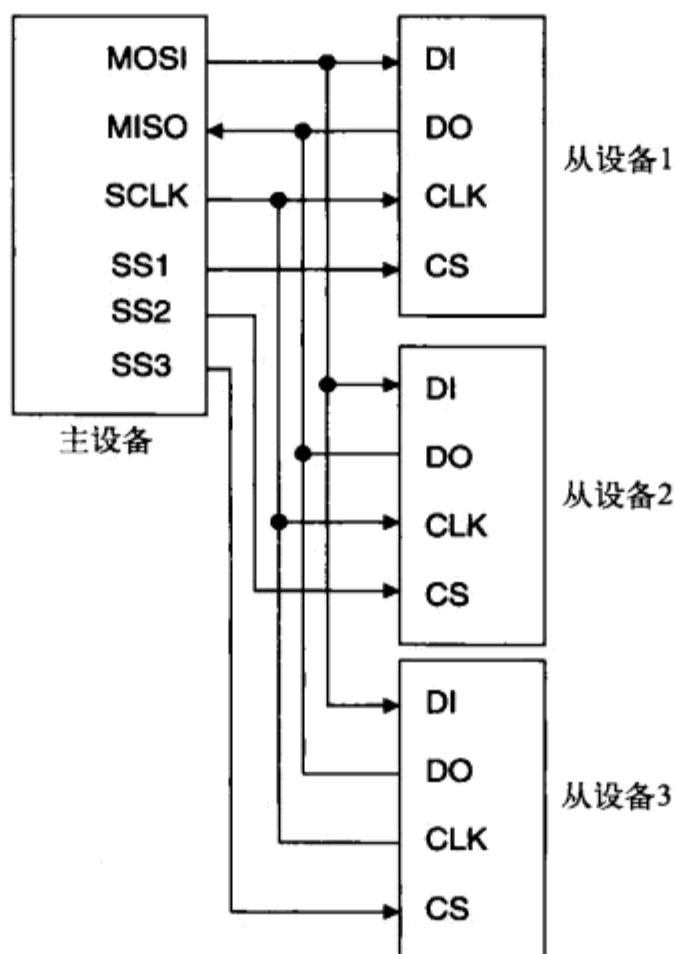 MOSI
MISO
SCLK
SS1
SS2
SS3
主设备
DI
DO
CLK
CS
从设备1
DI
DO
CLK
CS
从设备2
DI
DO
CLK
CS
从设备3